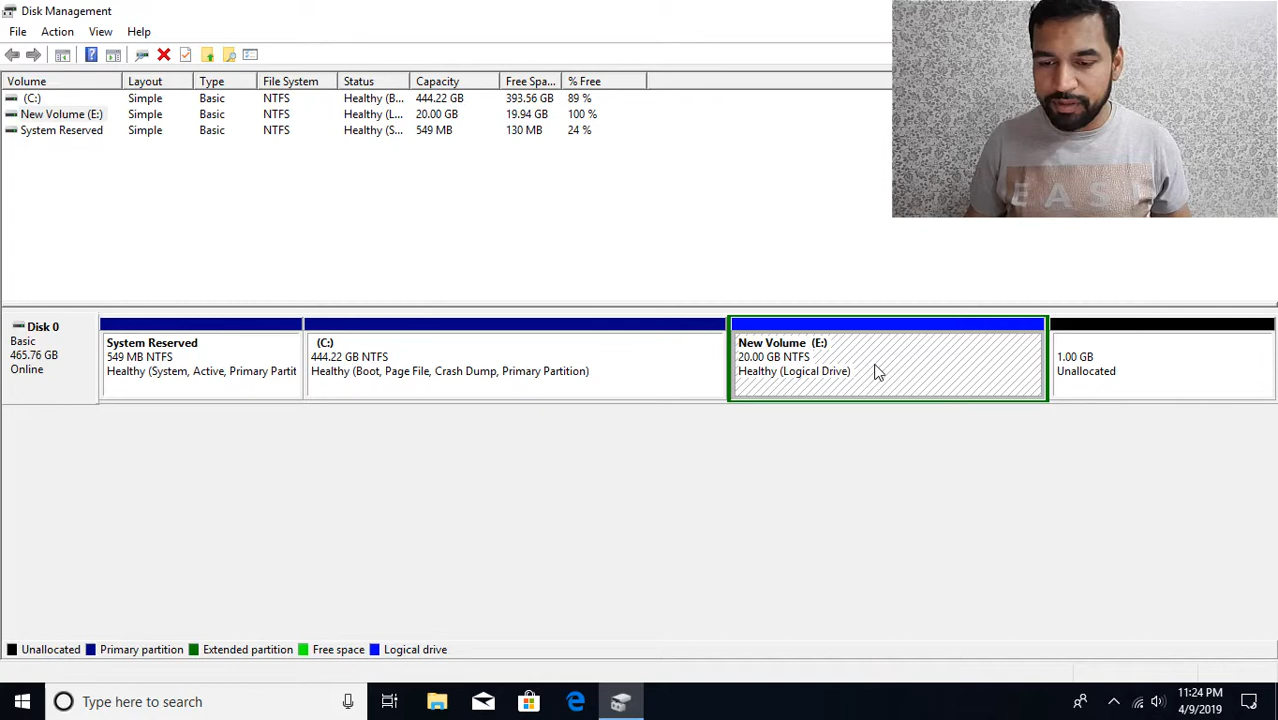 Disk Management
File Action View Help
Volume Layout Type File System Status Capacity Free Spa... % Free
(C:) Simple Basic NTFS Healthy (B... 444.22 GB 393.56 GB 89 %
New Volume (E:) Simple Basic NTFS Healthy (L... 20.00 GB 19.94 GB 100 %
System Reserved Simple Basic NTFS Healthy (S... 549 MB 130 MB 24 %
EAS
Disk 0
Basic
465.76 GB
Online
System Reserved
549 MB NTFS
Healthy (System, Active, Primary Partit
(C:)
444.22 GB NTFS
Healthy (Boot, Page File, Crash Dump, Primary Partition)
New Volume (E:)
20.00 GB NTFS
Healthy (Logical Drive)
1.00 GB
Unallocated
Unallocated Primary partition Extended partition Free space Logical drive
Type here to search
11:24 PM
4/9/2019